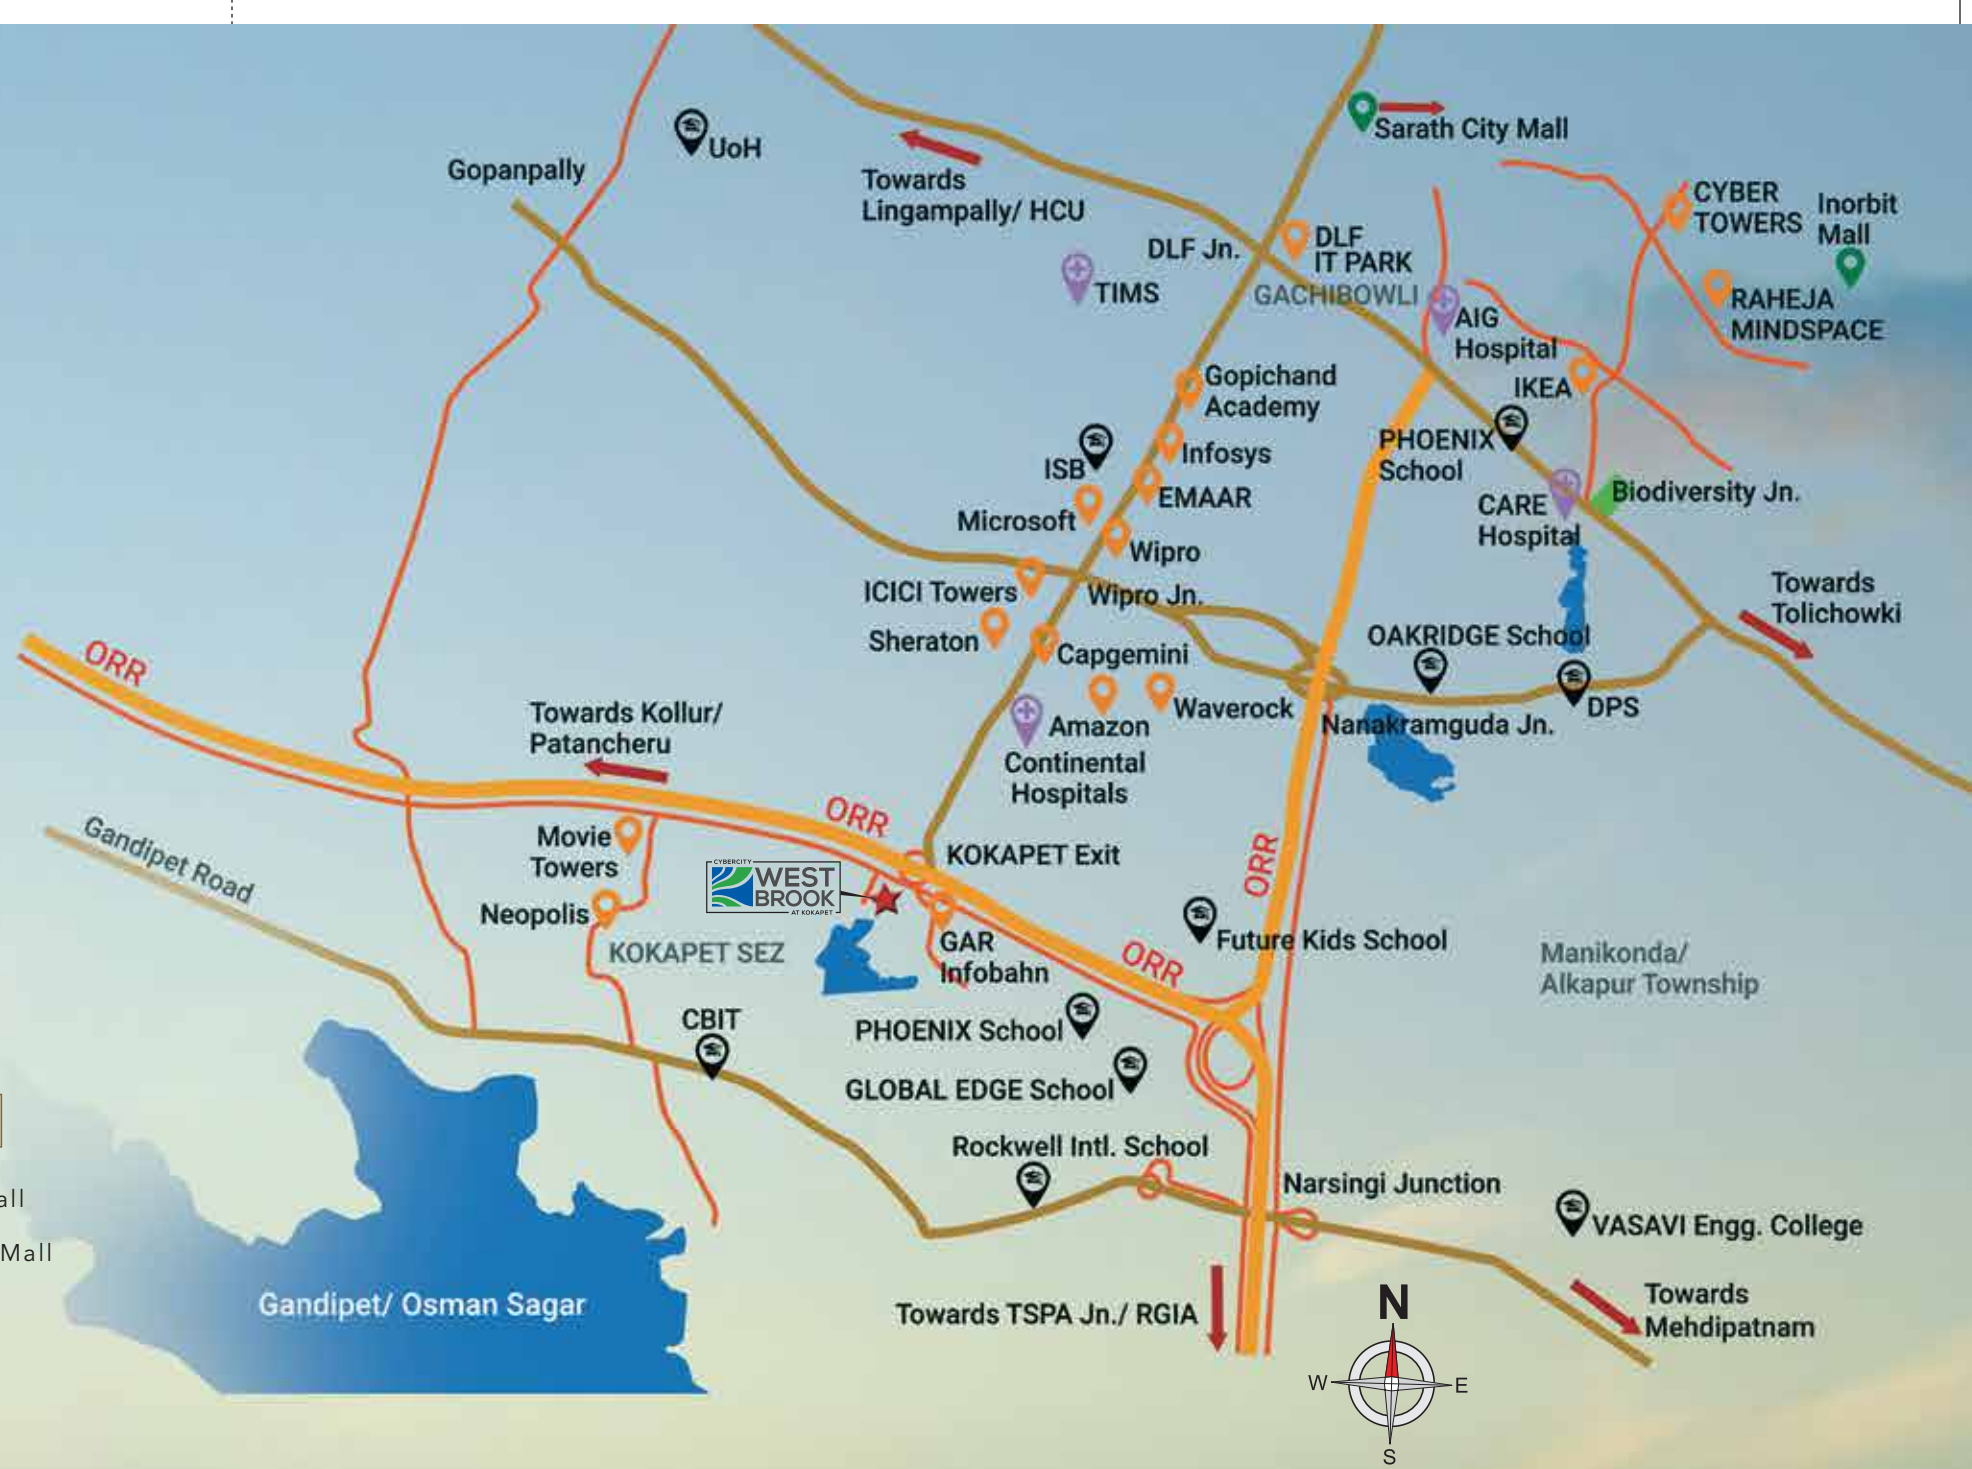 UoH
Sarath City Mall
Gopanpally
Towards
Lingampally/ HCU
CYBER
TOWERS
Inorbit
Mall
DLF Jn.
DLF
IT PARK
GACHIBOWLI
TIMS
RAHEJA
MINDSPACE
AIG
Hospital
IKEA
Gopichand
Academy
PHOENIX
School
Infosys
ISB
EMAAR
Microsoft
CARE
Hospital
Biodiversity Jn.
Wipro
ICICI Towers
Wipro Jn.
Towards
Tolichowki
Sheraton
Capgemini
OAKRIDGE School
ORR
Towards Kollur/
Patancheru
Amazon
Waverock
Nanakramguda Jn.
DPS
Continental
Hospitals
ORR
Gandipet Road
Movie
Towers
KOKAPET Exit
ORR
CYBERCITY
WEST
BROOK
AT KOKAPET
Neopolis
KOKAPET SEZ
GAR
Infobahn
ORR
Future Kids School
Manikonda/
Alkapur Township
CBIT
PHOENIX School
GLOBAL EDGE School
Rockwell Intl. School
Narsingi Junction
VASAVI Engg. College
all
Mall
Gandipet/ Osman Sagar
Towards TSPA Jn./ RGIA
Towards
Mehdipatnam
N
W
E
S